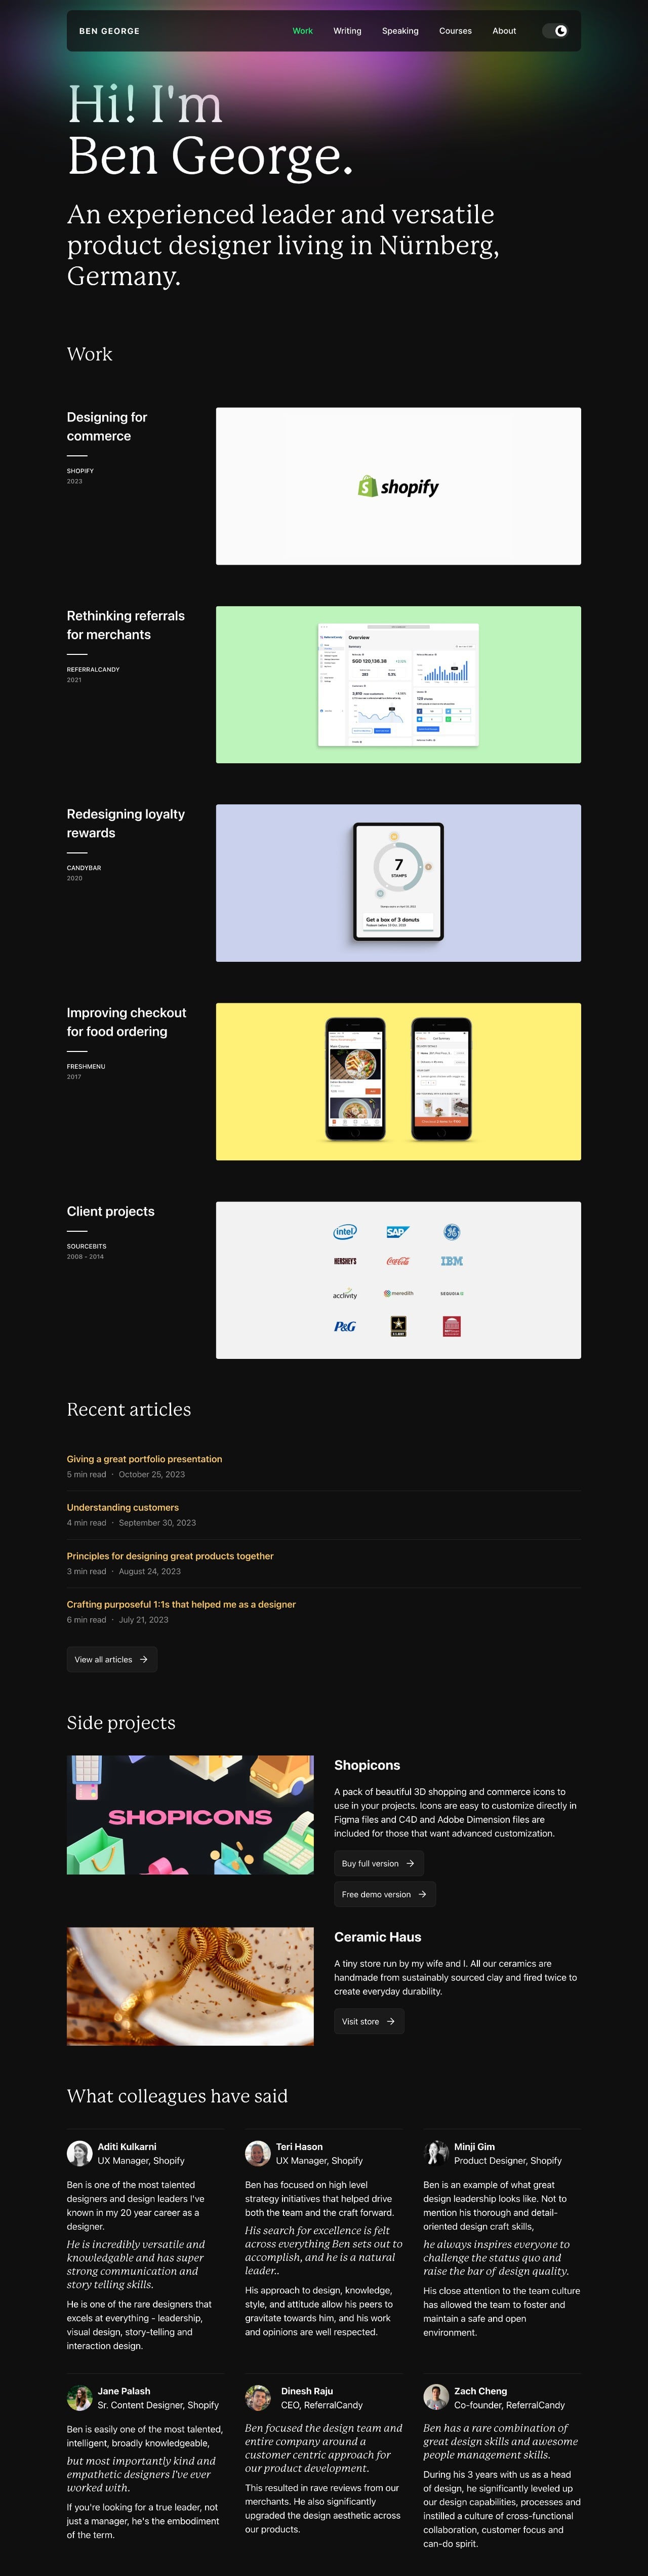 BEN GEORGE
Work
Writing
Speaking
Courses
About
Hi! I'm
Ben George.
An experienced leader and versatile
product designer living in Nürnberg,
Germany.
Work
Designing for
commerce
SHOPIFY
2023
shopify
Rethinking referrals
for merchants
REFERRALCANDY
2021
Overview
SGD 120,138.38
Redesigning loyalty
rewards
CANDYBAR
2020
7
STAMPS
Get a box of 3 donuts
Improving checkout
for food ordering
FRESHMENU
2017
Client projects
SOURCEBITS
2008 - 2014
intel
SAP
GE
HERSHEY'S
Coca-Cola
IBM
acclivity
meredith
SEQUOIA
P&G
U.S.ARMY
Recent articles
Giving a great portfolio presentation
5 min read · October 25, 2023
Understanding customers
4 min read · September 30, 2023
Principles for designing great products together
3 min read · August 24, 2023
Crafting purposeful 1:1s that helped me as a designer
6 min read · July 21, 2023
View all articles →
Side projects
SHOPICONS
Shopicons
A pack of beautiful 3D shopping and commerce icons to
use in your projects. Icons are easy to customize directly in
Figma files and C4D and Adobe Dimension files are
included for those that want advanced customization.
Buy full version →
Free demo version →
Ceramic Haus
A tiny store run by my wife and I. All our ceramics are
handmade from sustainably sourced clay and fired twice to
create everyday durability.
Visit store →
What colleagues have said
Aditi Kulkarni
UX Manager, Shopify
Ben is one of the most talented
designers and design leaders I've
known in my 20 year career as a
designer.
He is incredibly versatile and
knowledgable and has super
strong communication and
story telling skills.
He is one of the rare designers that
excels at everything - leadership,
visual design, story-telling and
interaction design.
Teri Hason
UX Manager, Shopify
Ben has focused on high level
strategy initiatives that helped drive
both the team and the craft forward.
His search for excellence is felt
across everything Ben sets out to
accomplish, and he is a natural
leader..
His approach to design, knowledge,
style, and attitude allow his peers to
gravitate towards him, and his work
and opinions are well respected.
Minji Gim
Product Designer, Shopify
Ben is an example of what great
design leadership looks like. Not to
mention his thorough and detail-
oriented design craft skills,
he always inspires everyone to
challenge the status quo and
raise the bar of design quality.
His close attention to the team culture
has allowed the team to foster and
maintain a safe and open
environment.
Jane Palash
Sr. Content Designer, Shopify
Ben is easily one of the most talented,
intelligent, broadly knowledgeable,
but most importantly kind and
empathetic designers I've ever
worked with.
If you're looking for a true leader, not
just a manager, he's the embodiment
of the term.
Dinesh Raju
CEO, ReferralCandy
Ben focused the design team and
entire company around a
customer centric approach for
our product development.
This resulted in rave reviews from our
merchants. He also significantly
upgraded the design aesthetic across
our products.
Zach Cheng
Co-founder, ReferralCandy
Ben has a rare combination of
great design skills and awesome
people management skills.
During his 3 years with us as a head
of design, he significantly leveled up
our design capabilities, processes and
instilled a culture of cross-functional
collaboration, customer focus and
can-do spirit.